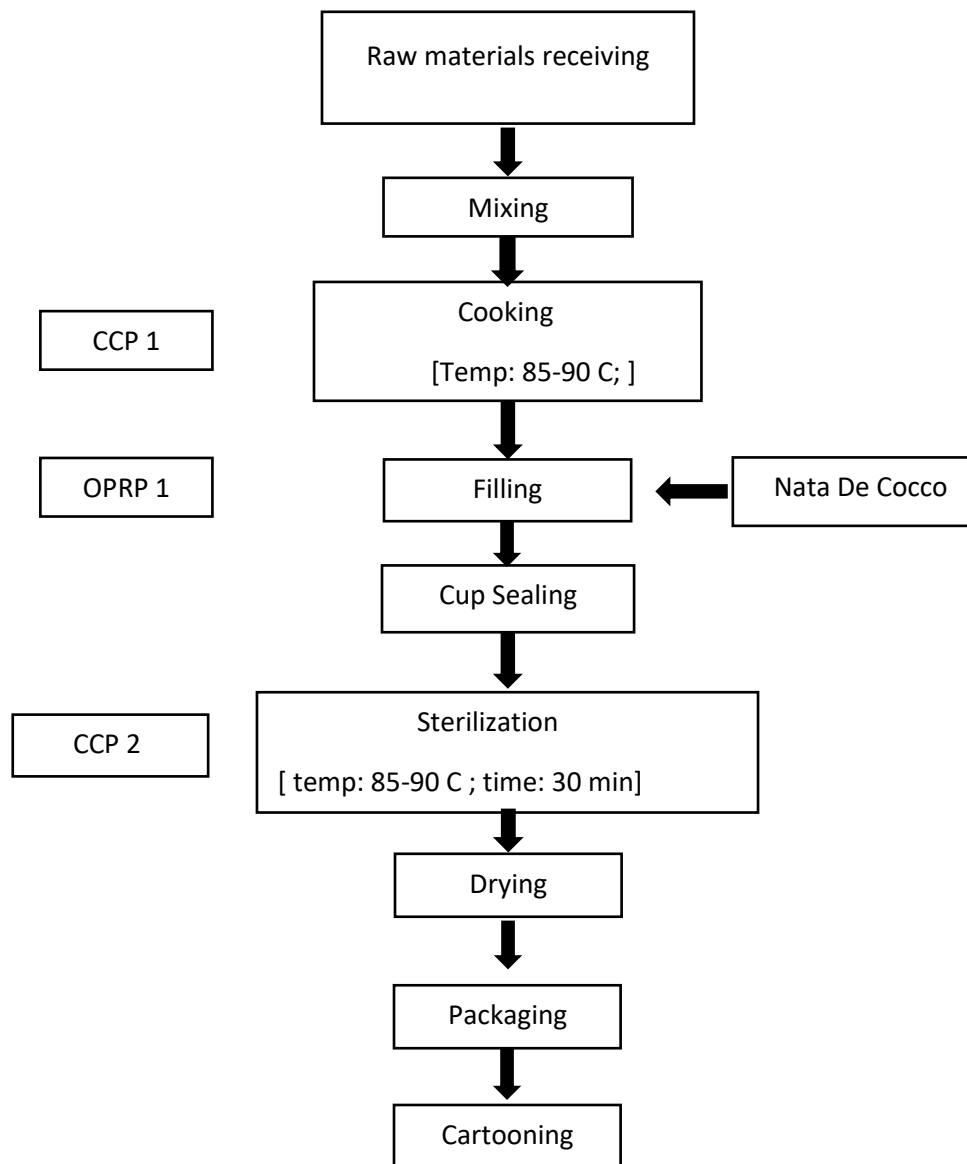 Raw materials receiving
Mixing
Cooking
CCP 1
[Temp: 85-90 C; ]
OPRP 1
Filling
Nata De Cocco
Cup Sealing
Sterilization
CCP 2
[ temp: 85-90 C ; time: 30 min]
Drying
Packaging
Cartooning